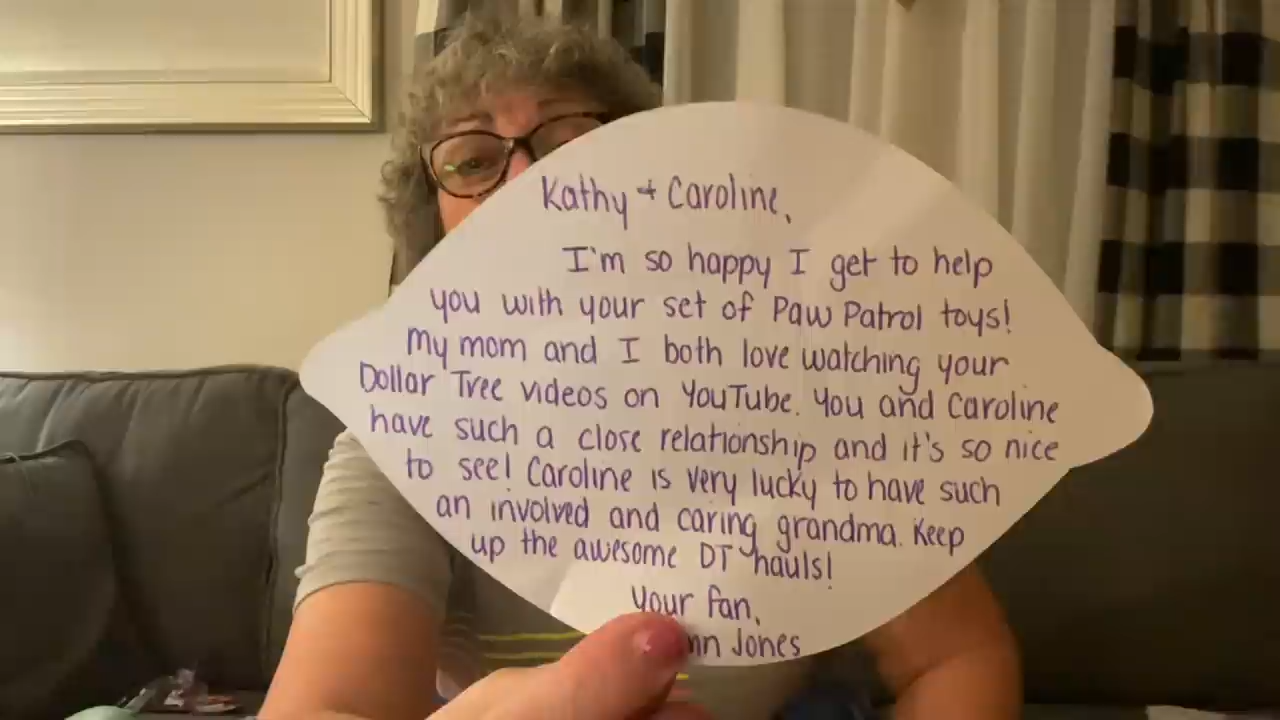 Kathy + Caroline,
I'm so happy I get to help
you with your set of Paw Patrol toys!
My mom and I both love watching your
Dollar Tree videos on YouTube. You and Caroline
have such a close relationship and it's so nice
to see! Caroline is very lucky to have such
an involved and caring grandma. Keep
up the awesome DT hauls!
Your fan,
Jones